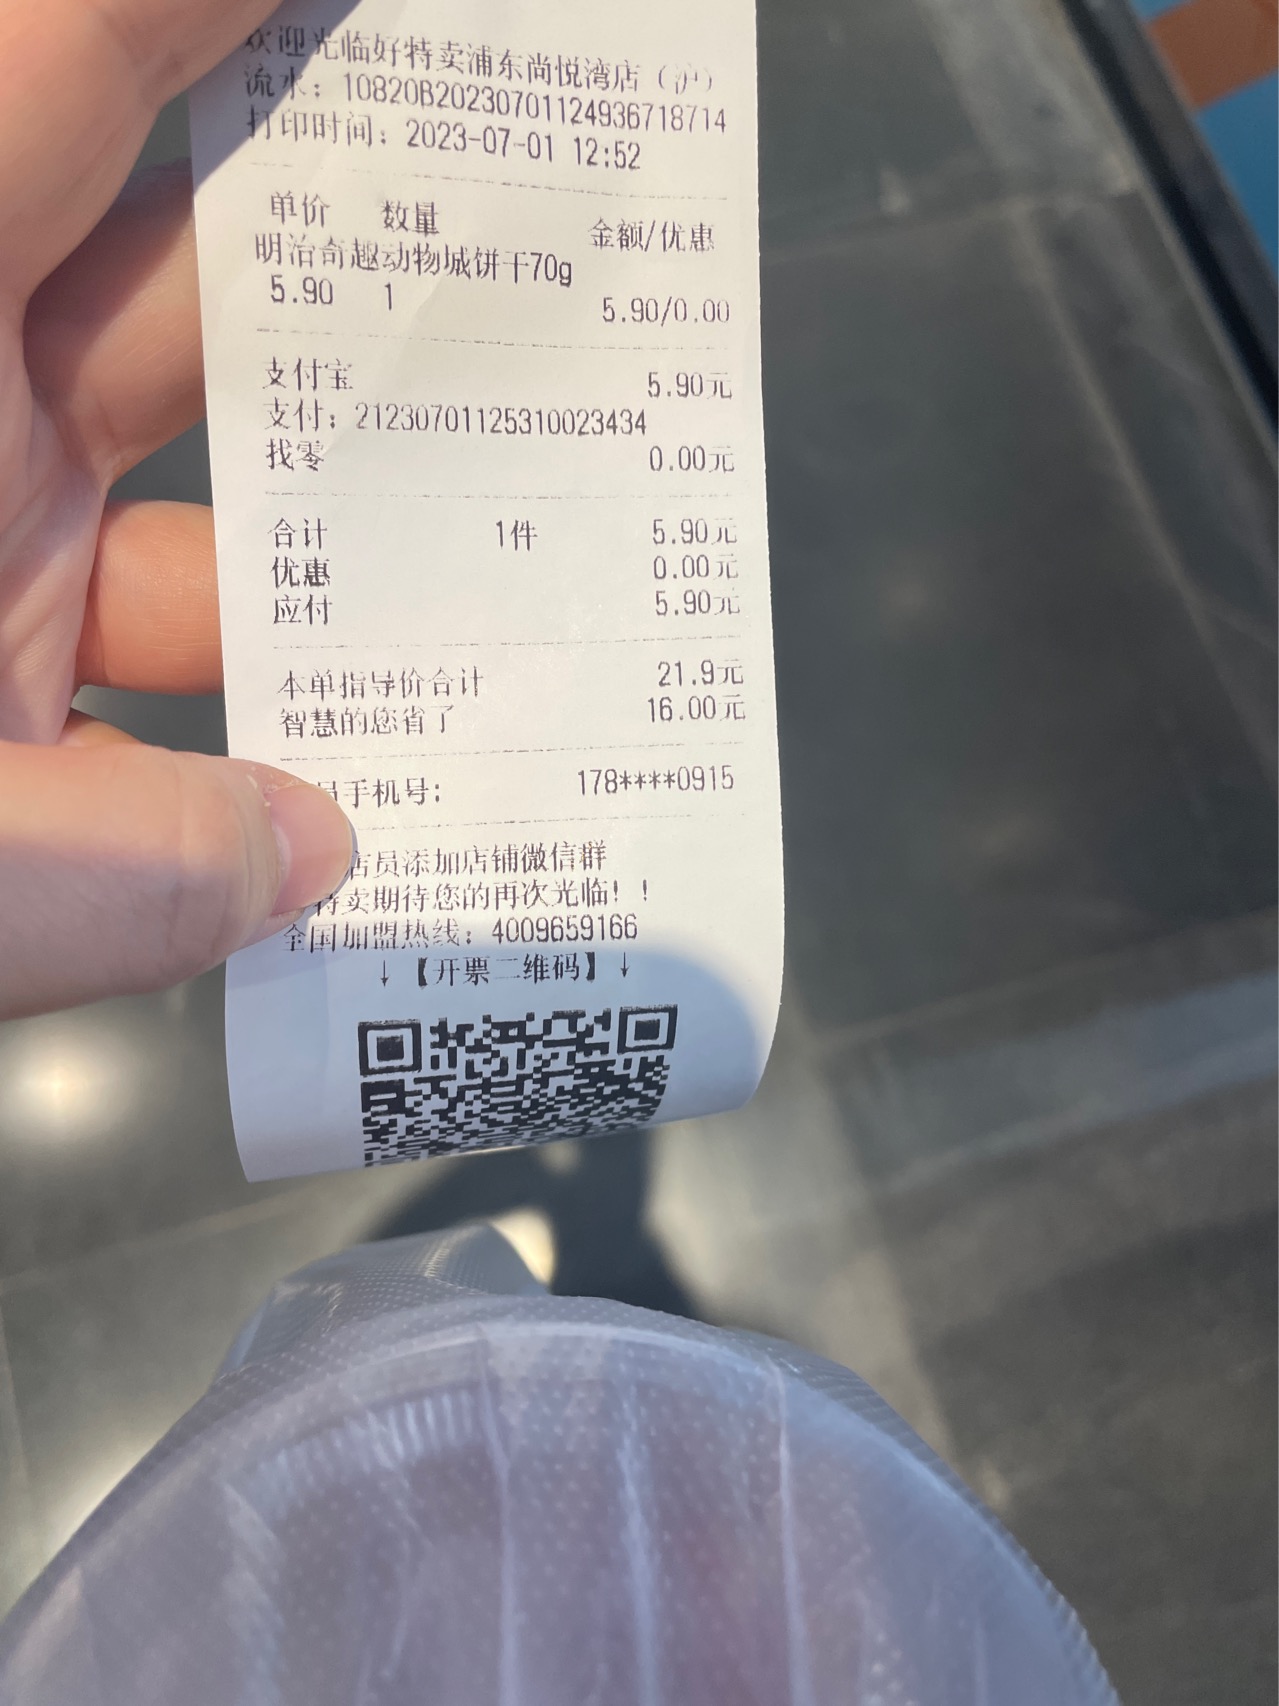 欢迎光临好特卖浦东尚悦湾店（沪）
流水：10820B20230701124936718714
打印时间：2023-07-01 12:52
单价 数量 金额/优惠
明治奇趣动物城饼干70g
5.90 1 5.90/0.00
支付宝 5.90元
支付：21230701125310023434
找零 0.00元
合计 1件 5.90元
优惠 0.00元
应付 5.90元
本单指导价合计 21.9元
智慧的您省了 16.00元
员手机号： 178****0915
店员添加店铺微信群
特卖期待您的再次光临！！
全国加盟热线：4009659166
↓【开票二维码】↓